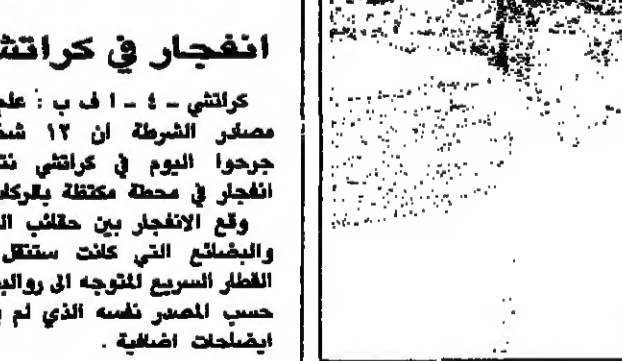 انفجار في كراتش
كراتشي – ٤ – ا ف ب : علم
مصادر الشرطة ان ١٢ شخ
جرحوا اليوم في كراتشي نت
انفجار في محطة مكتظة بالركا
وقع الانفجار بين حقائب ال
والبضائع التي كانت ستنقل
القطار السريع المتوجه الى روالب
حسب المصدر نفسه الذي لم ي
ايضاحات اضافية .